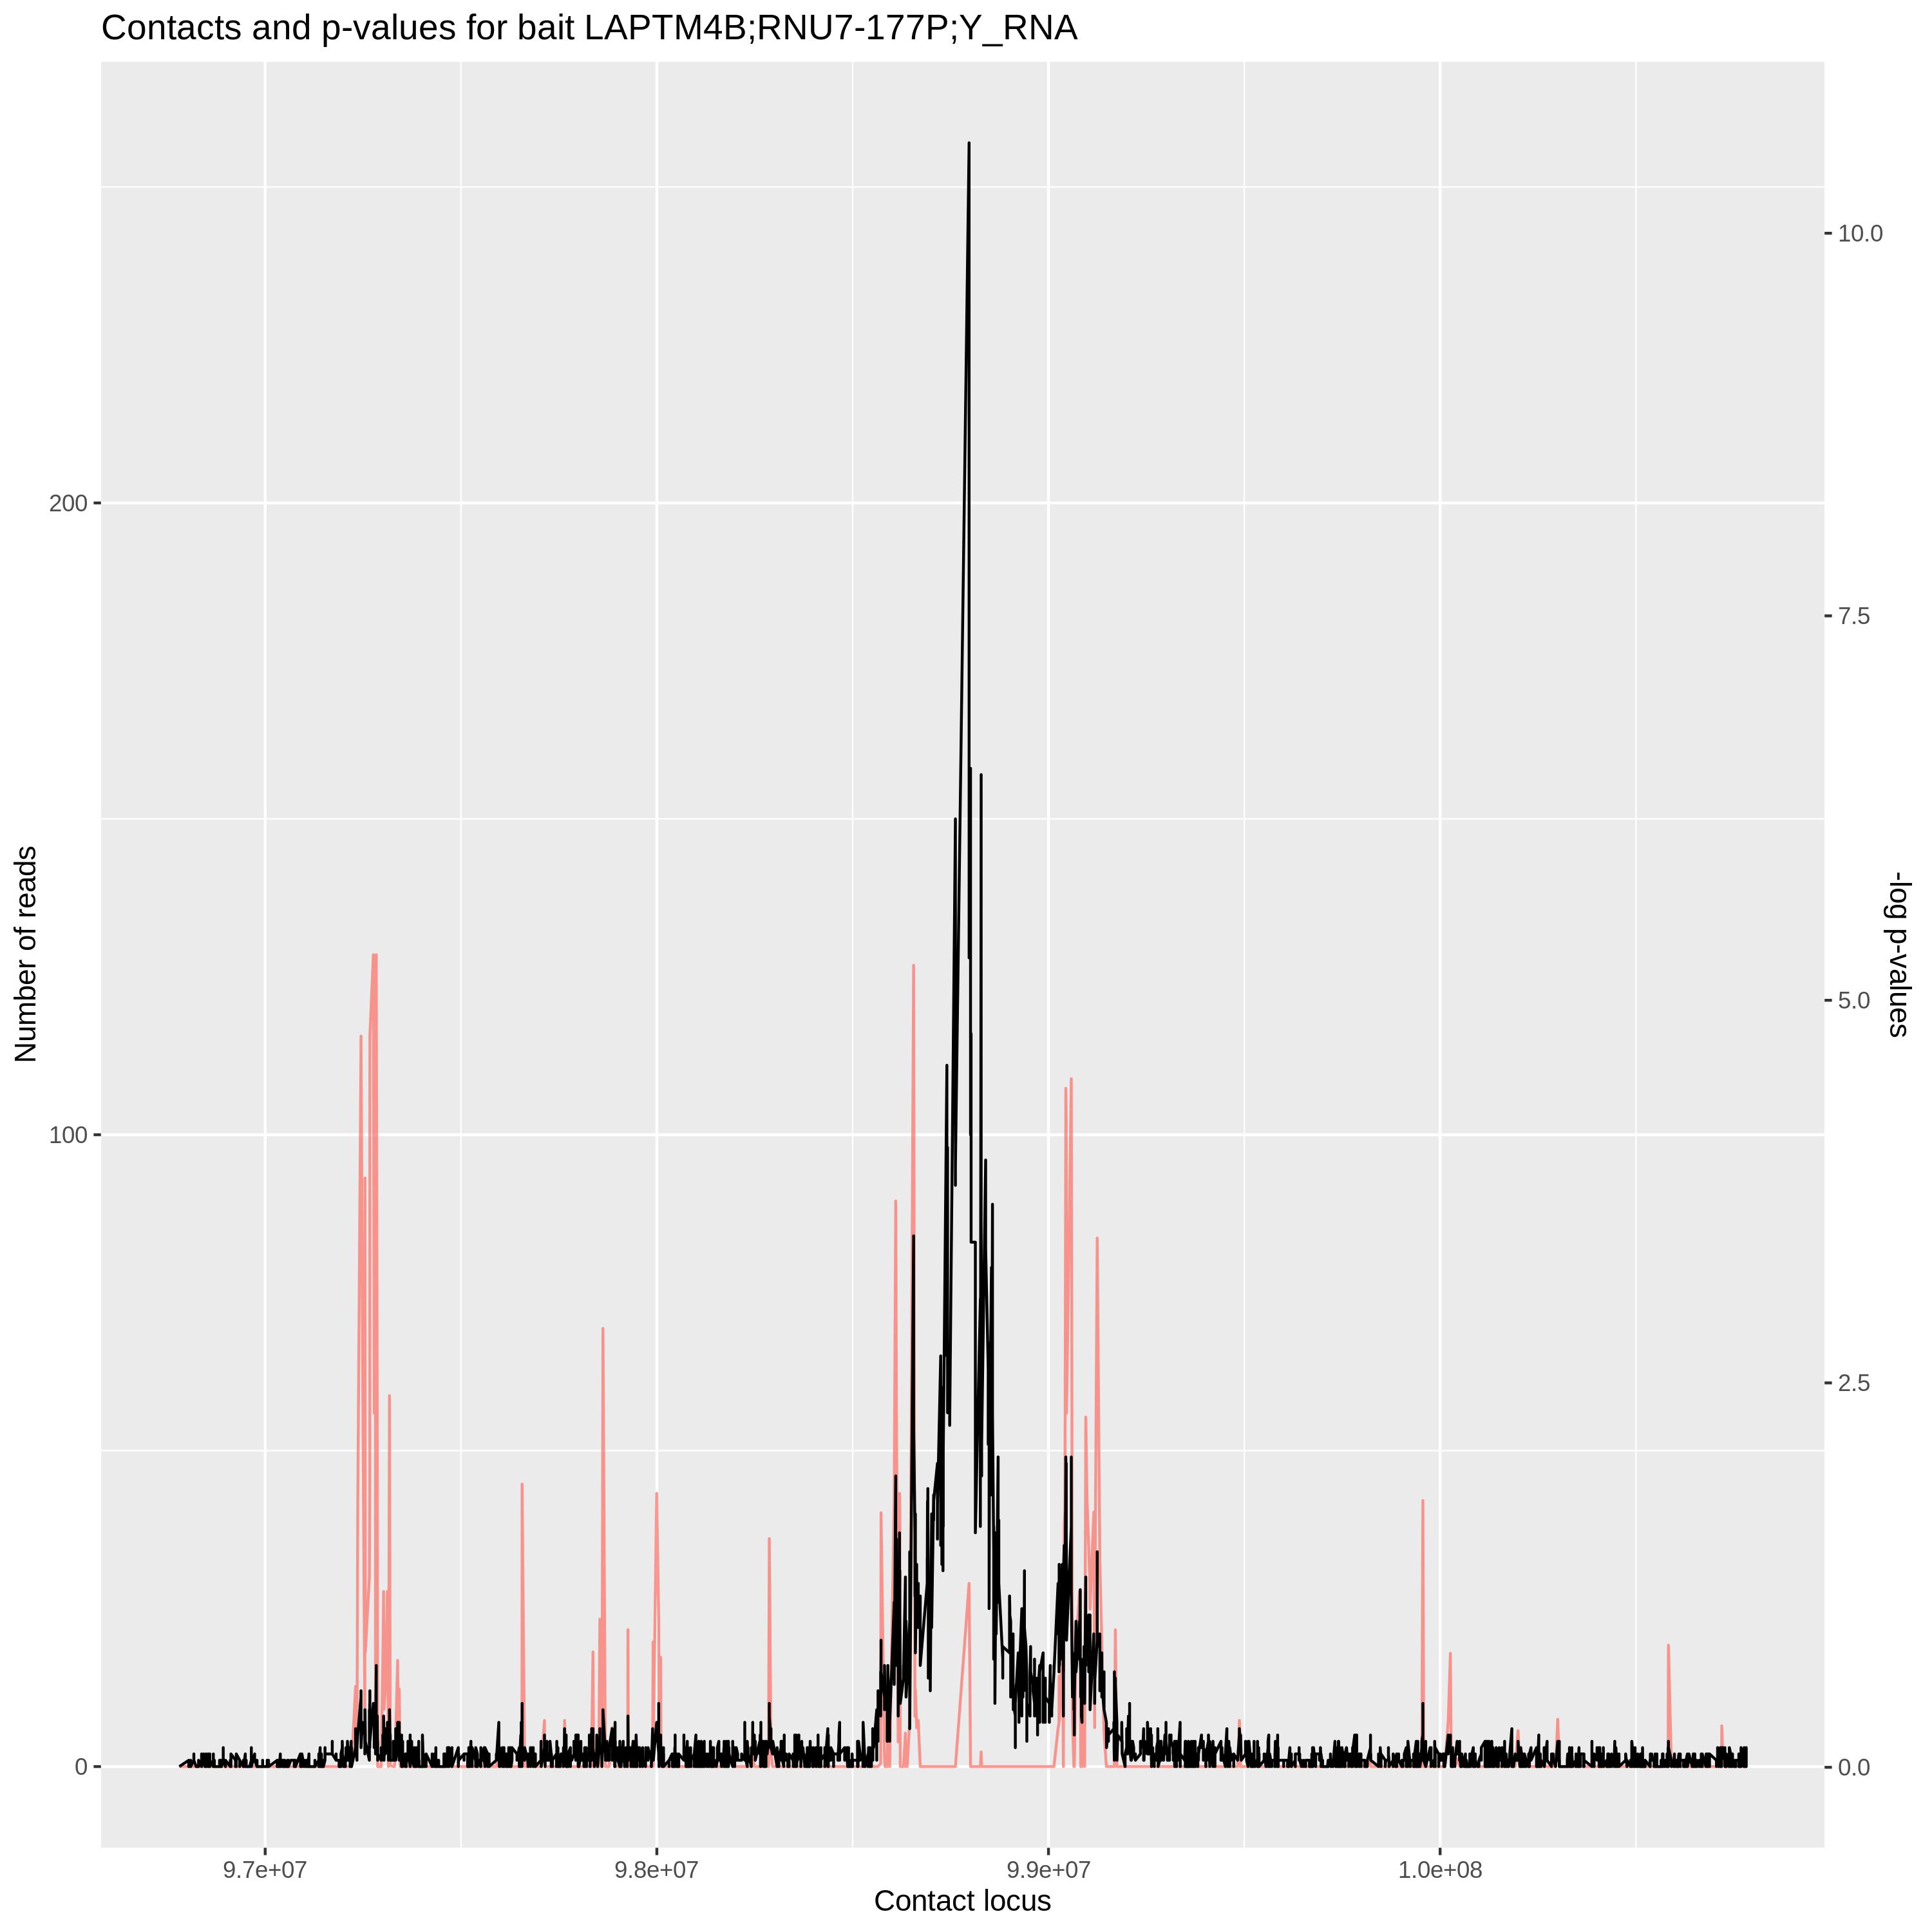 Contacts and p-values for bait LAPTM4B;RNU7-177P;Y_RNA
Number of reads
200
100
0
10.0
7.5
5.0
2.5
0.0
-log p-values
9.7e+07 9.8e+07 9.9e+07 1.0e+08
Contact locus